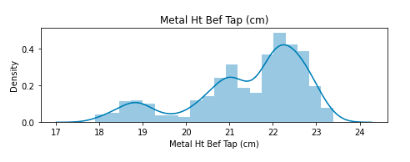 Metal Ht Bef Tap (cm)
Density
0.4
0.2
0.0
17 18 19 20 21 22 23 24
Metal Ht Bef Tap (cm)